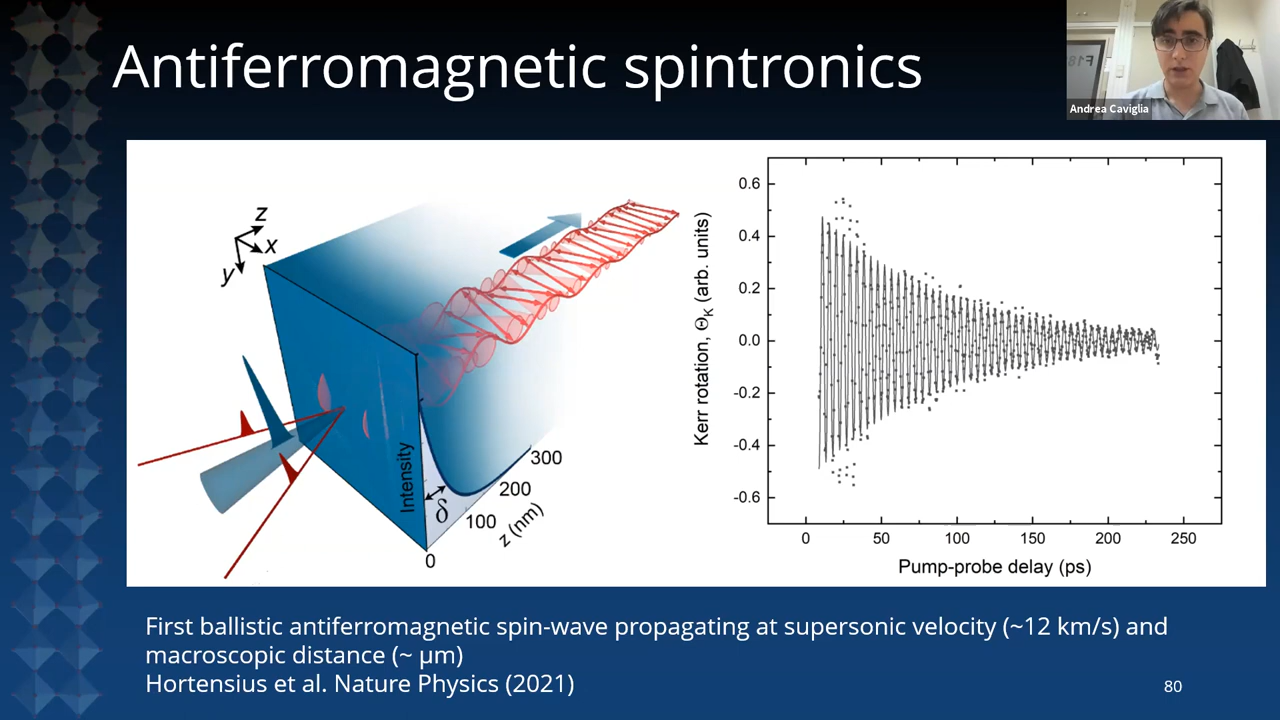 Antiferromagnetic spintronics
Andrea Caviglia
z
x
y
Intensity
δ
0
100
200
300
z (nm)
Kerr rotation, ΘK (arb. units)
0.6
0.4
0.2
0.0
-0.2
-0.4
-0.6
0 50 100 150 200 250
Pump-probe delay (ps)
First ballistic antiferromagnetic spin-wave propagating at supersonic velocity (~12 km/s) and
macroscopic distance (~ μm)
Hortensius et al. Nature Physics (2021)
80